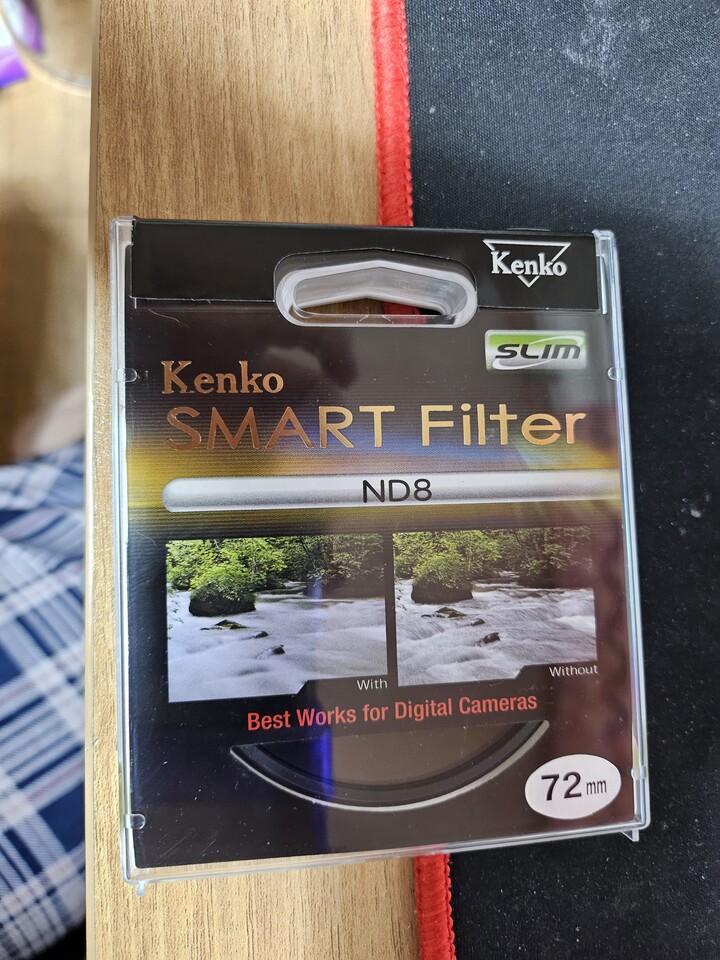 Kenko
SLIM
Kenko
SMART Filter
ND8
With
Without
Best Works for Digital Cameras
72mm